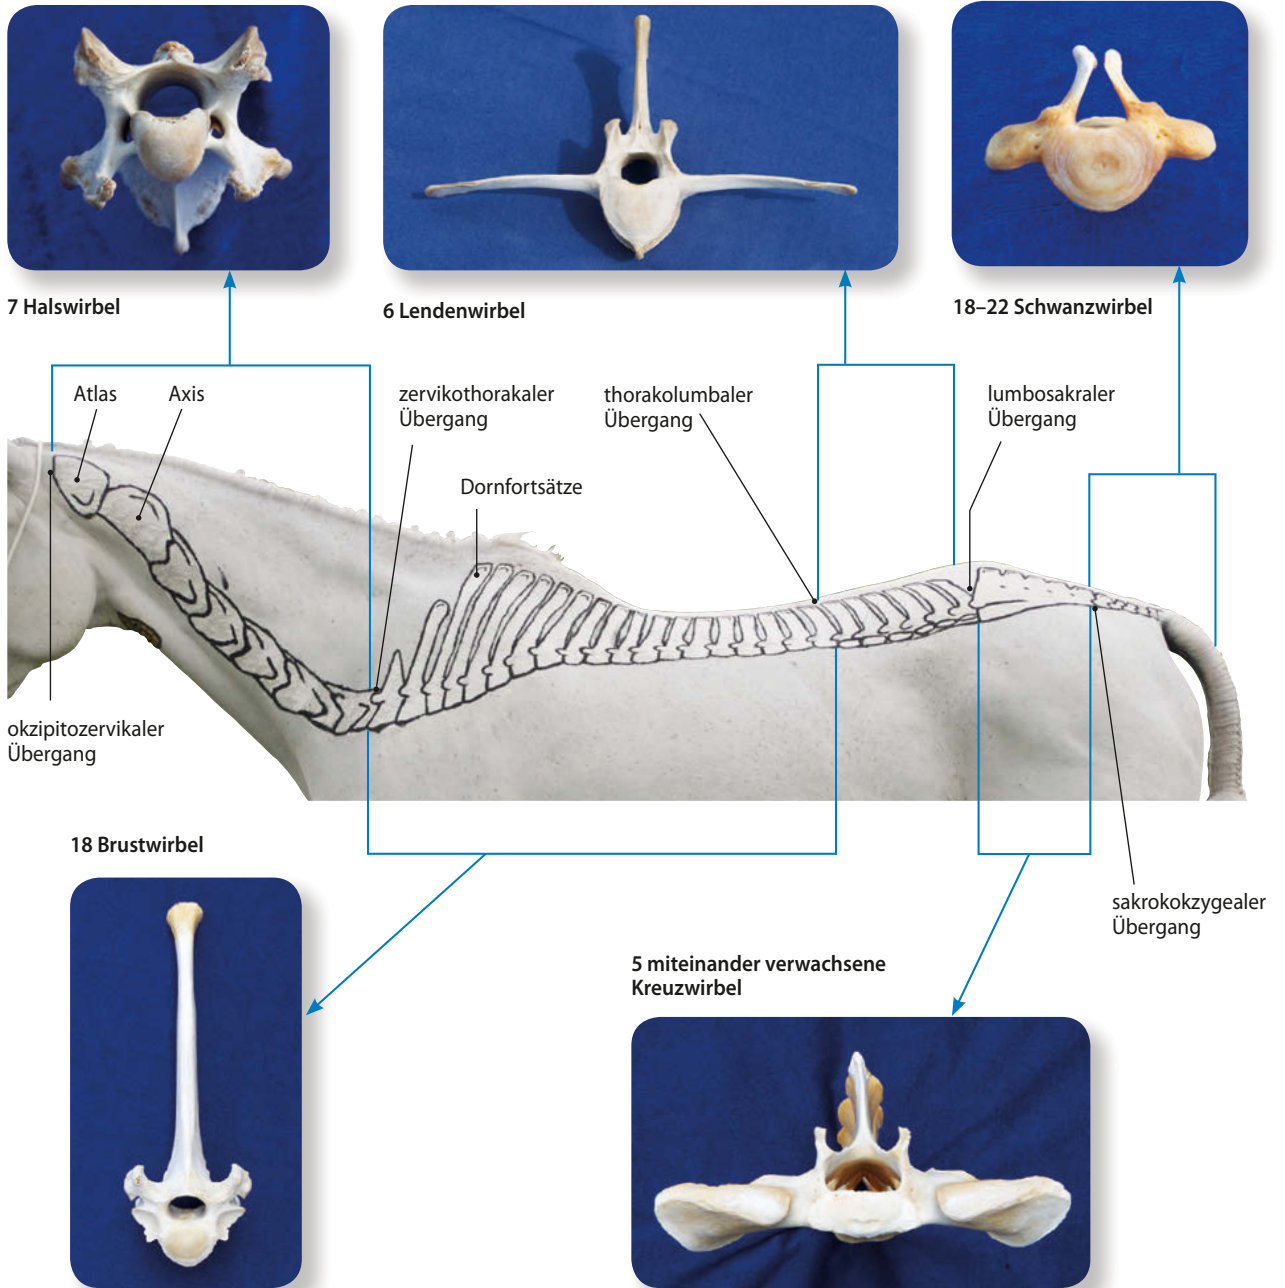 7 Halswirbel
6 Lendenwirbel
18–22 Schwanzwirbel
Atlas
Axis
zervikothorakaler
Übergang
thorakolumbaler
Übergang
lumbosakraler
Übergang
Dornfortsätze
okzipitozervikaler
Übergang
18 Brustwirbel
sakrokokzygealer
Übergang
5 miteinander verwachsene
Kreuzwirbel